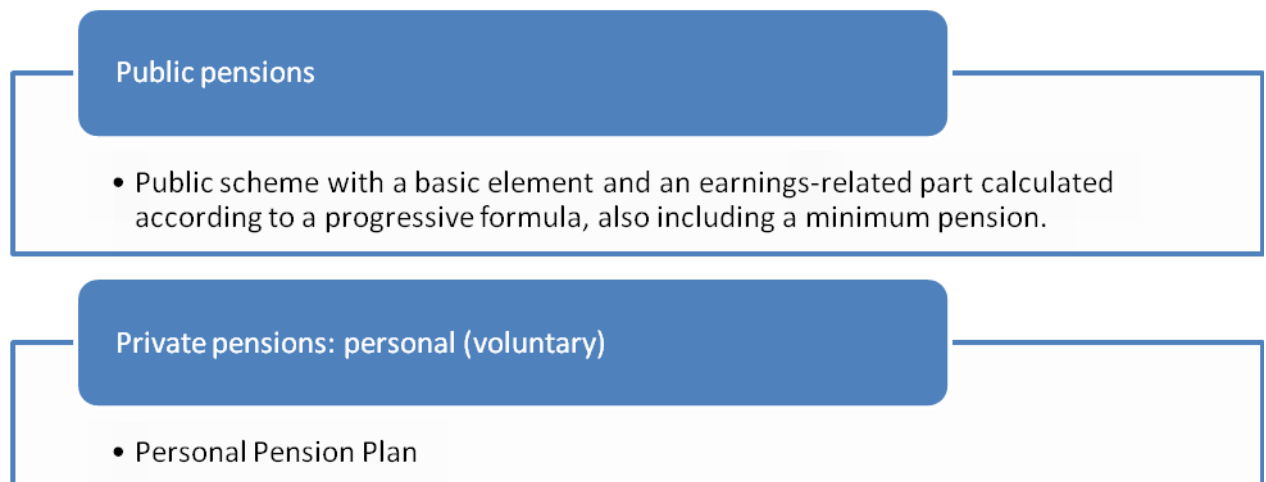 Public pensions
• Public scheme with a basic element and an earnings-related part calculated
according to a progressive formula, also including a minimum pension.
Private pensions: personal (voluntary)
• Personal Pension Plan